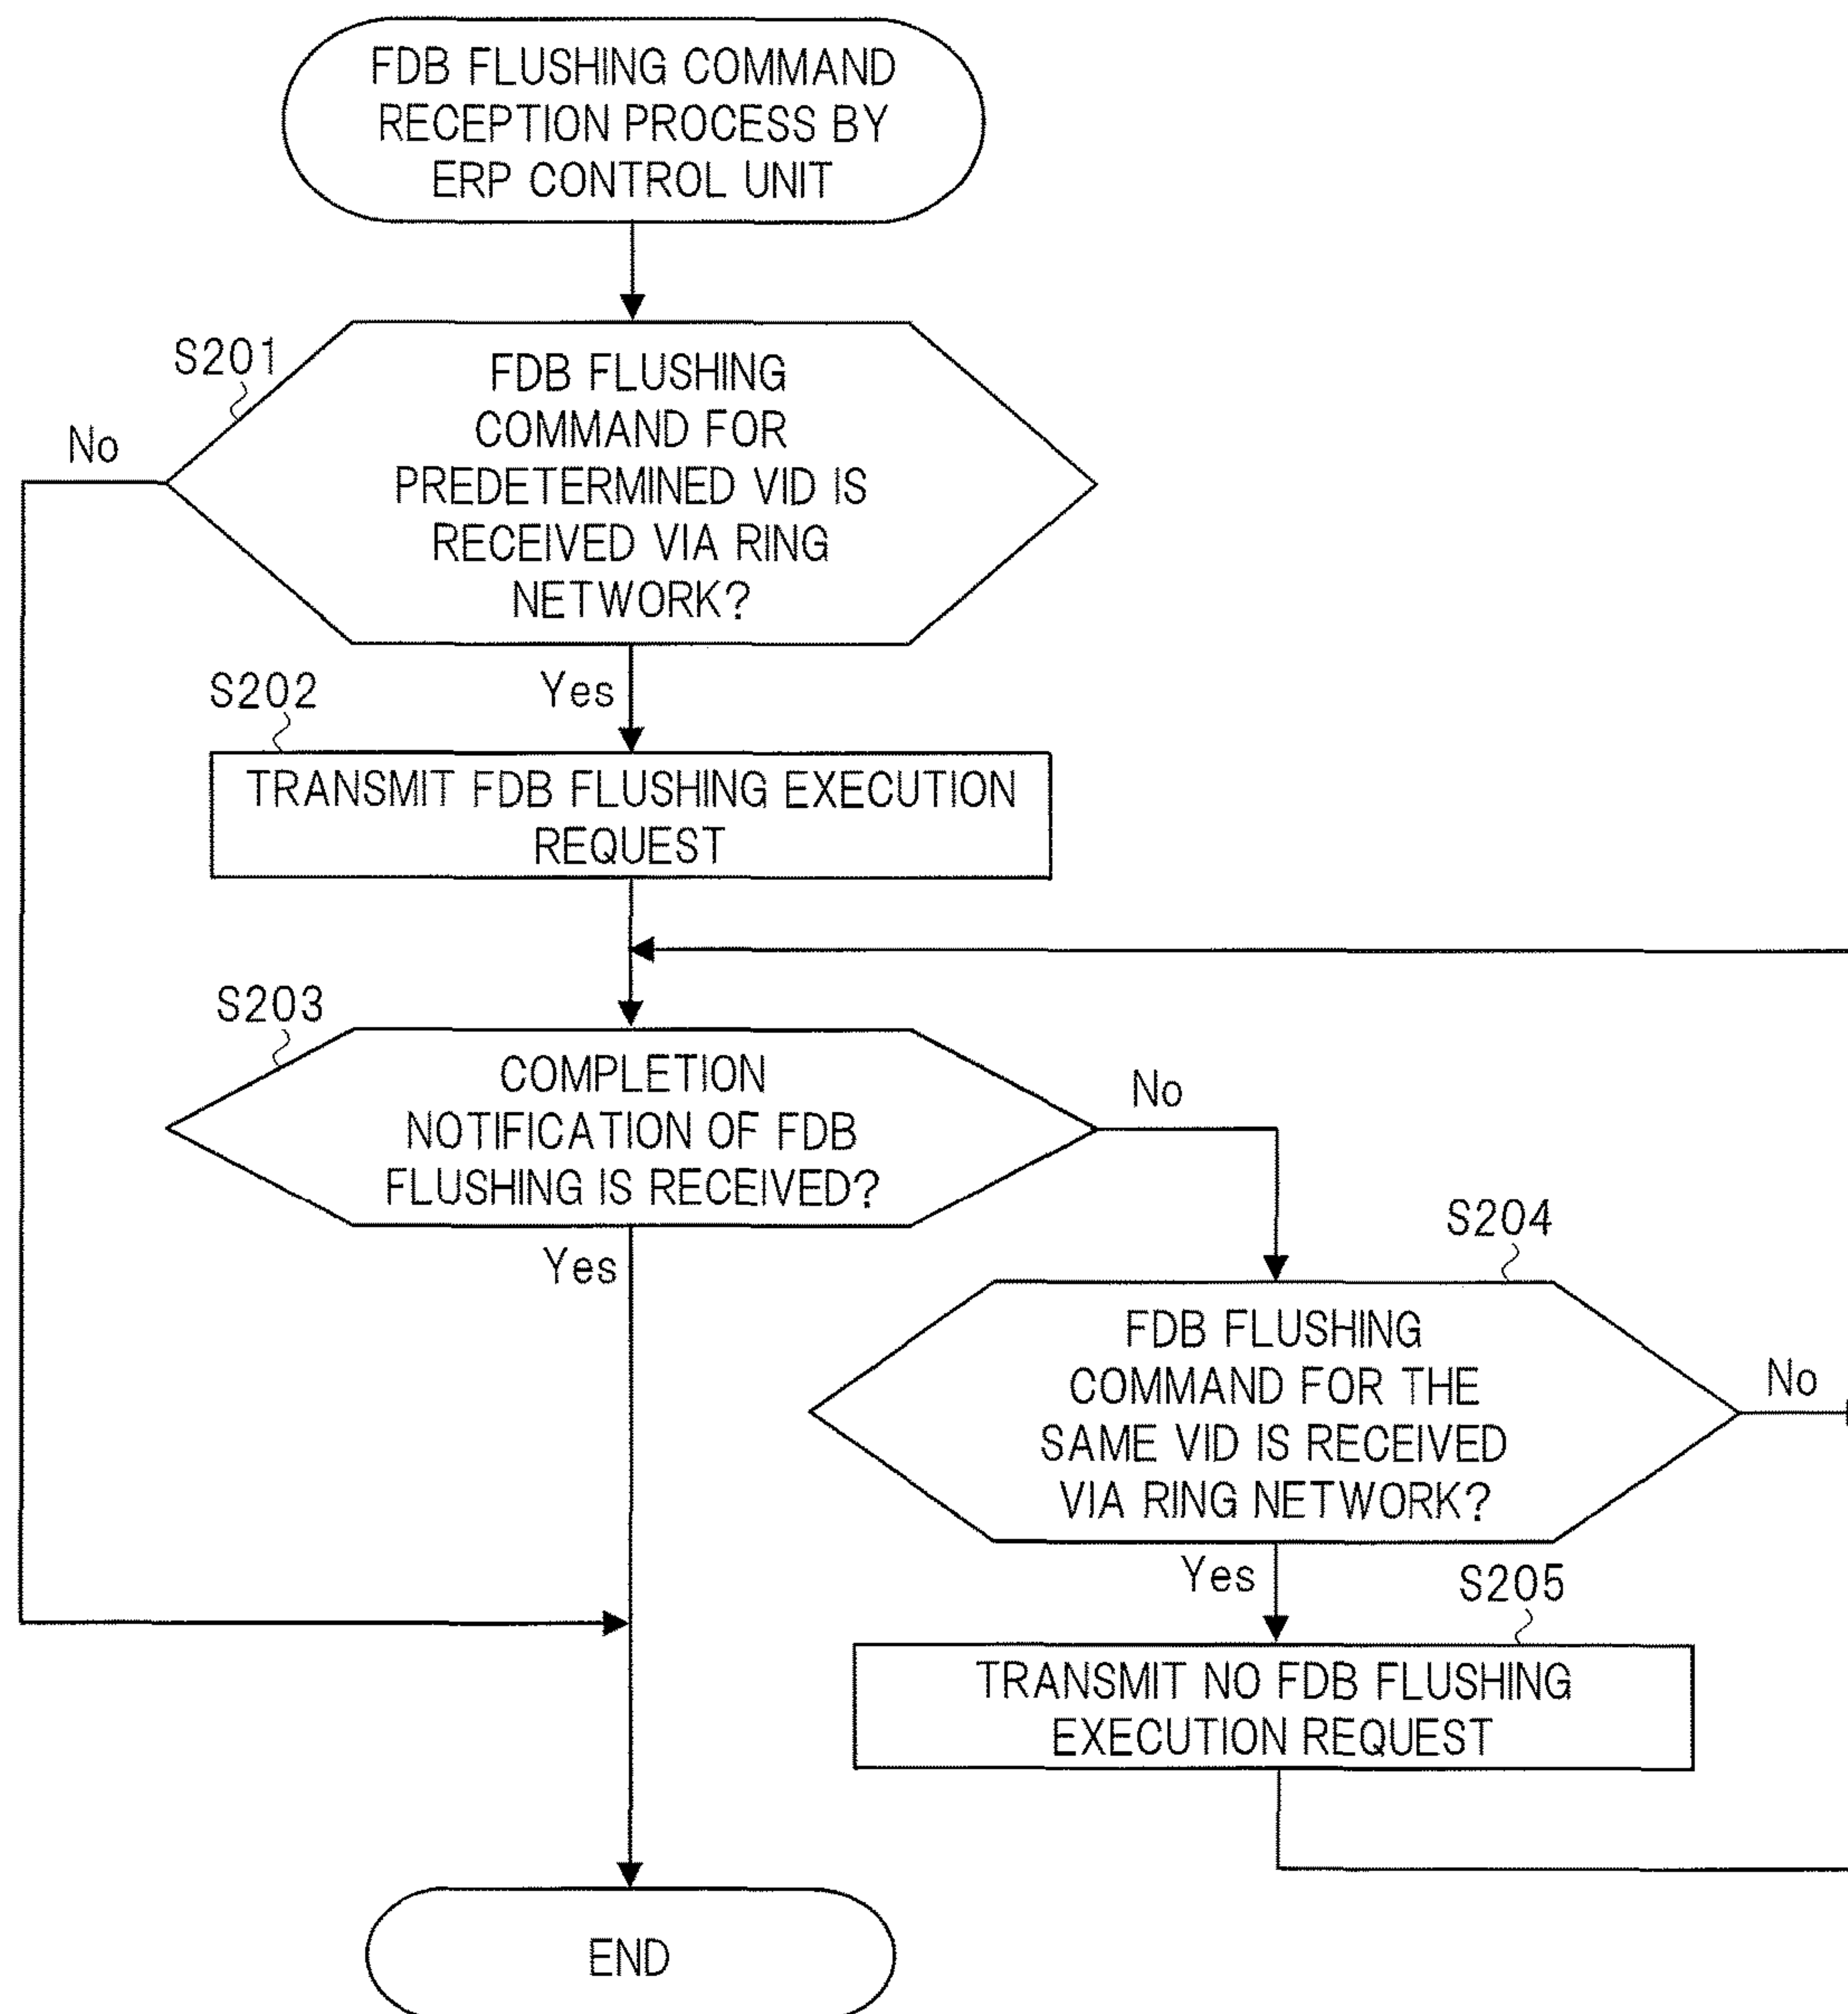 FDB FLUSHING COMMAND
RECEPTION PROCESS BY
ERP CONTROL UNIT
S201
No
FDB FLUSHING
COMMAND FOR
PREDETERMINED VID IS
RECEIVED VIA RING
NETWORK?
Yes
S202
TRANSMIT FDB FLUSHING EXECUTION
REQUEST
S203
COMPLETION
NOTIFICATION OF FDB
FLUSHING IS RECEIVED?
No
Yes
S204
FDB FLUSHING
COMMAND FOR THE
SAME VID IS RECEIVED
VIA RING NETWORK?
No
Yes
S205
TRANSMIT NO FDB FLUSHING
EXECUTION REQUEST
END